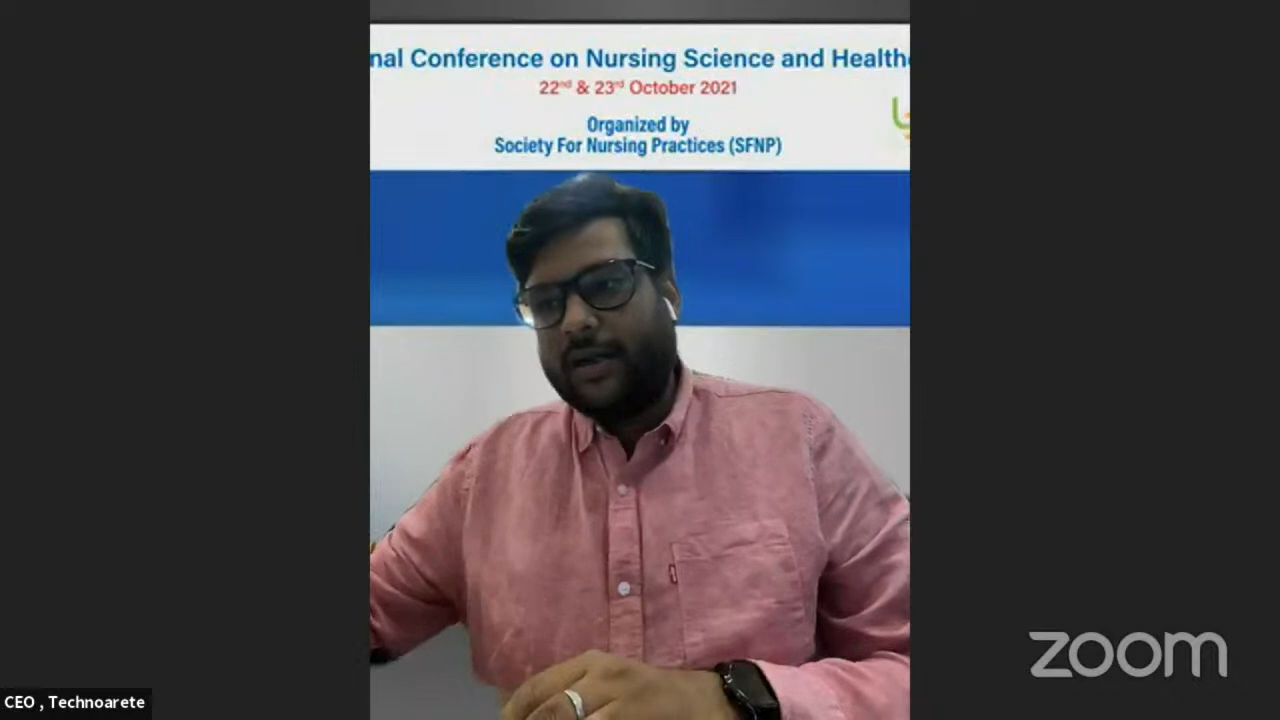 nal Conference on Nursing Science and Healthc
22nd & 23rd October 2021
Organized by
Society For Nursing Practices (SFNP)
zoom
CEO , Technoarete